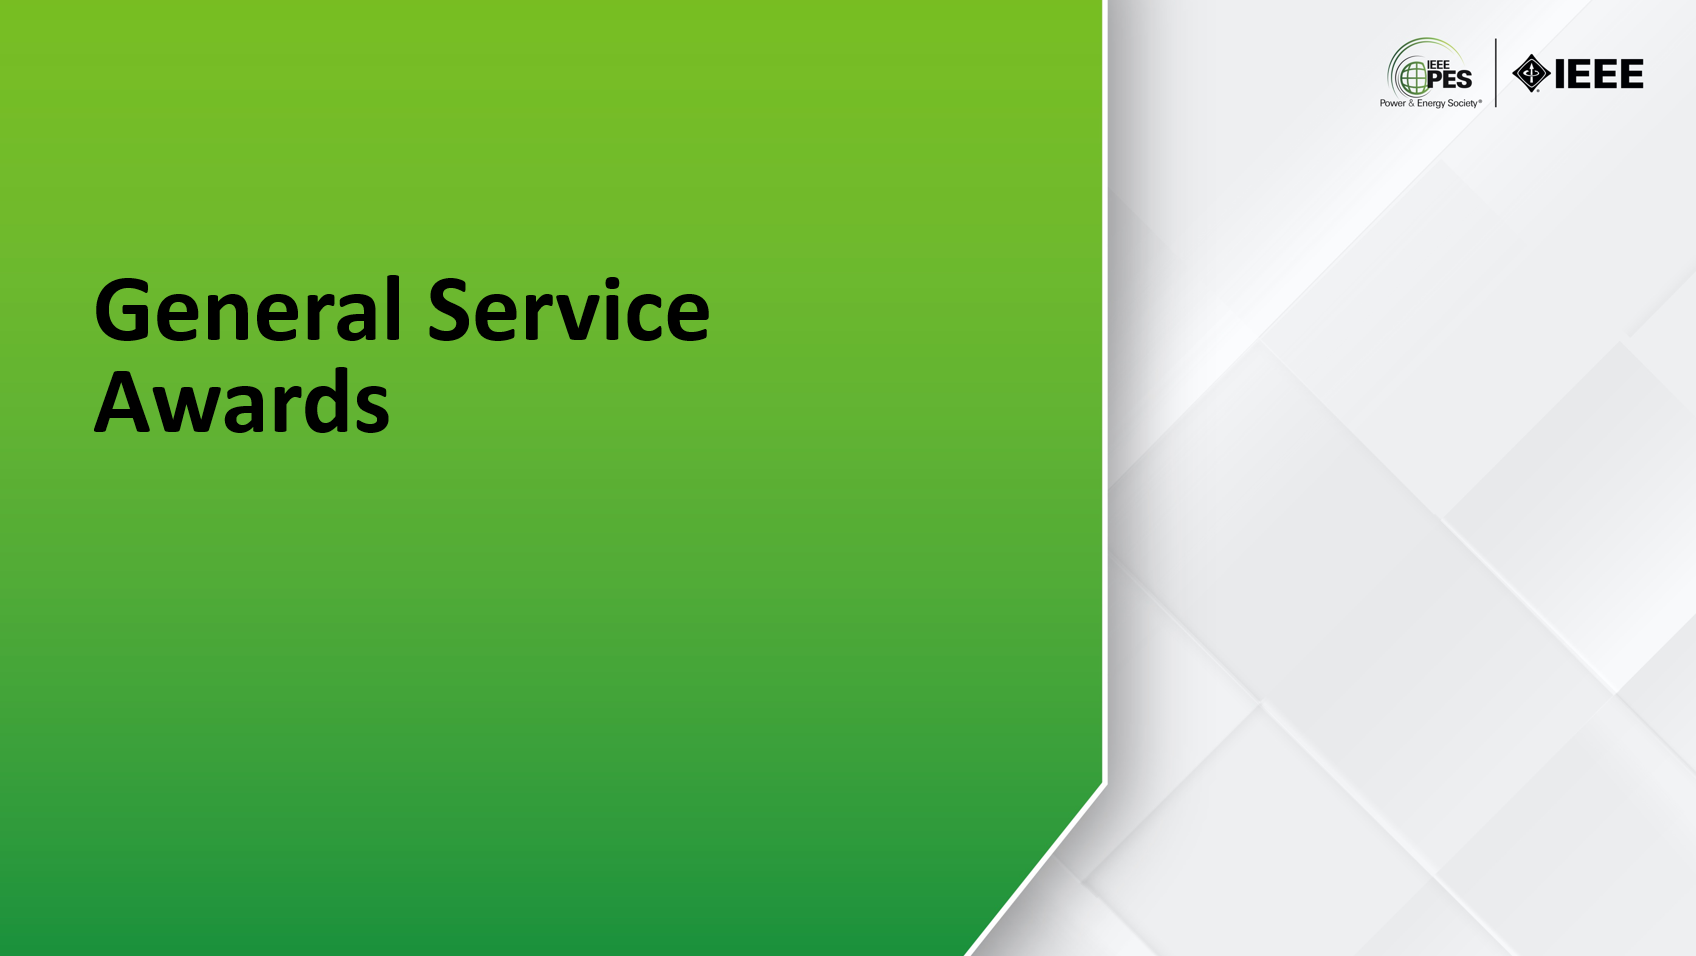 General Service
Awards
IEEE
PES
Power & Energy Society®
IEEE